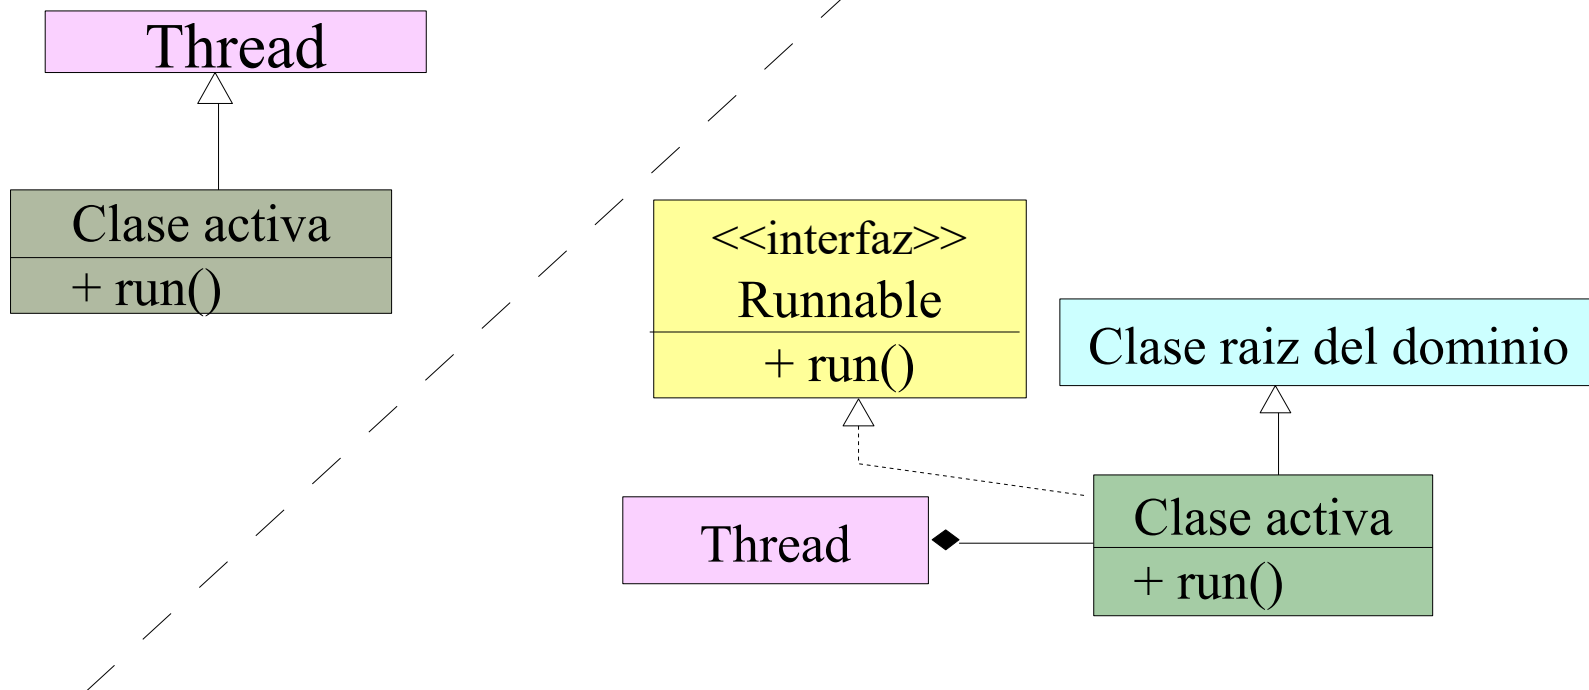 Thread
Clase activa
+ run()
<<interfaz>>
Runnable
+ run()
Clase raiz del dominio
Thread
Clase activa
+ run()